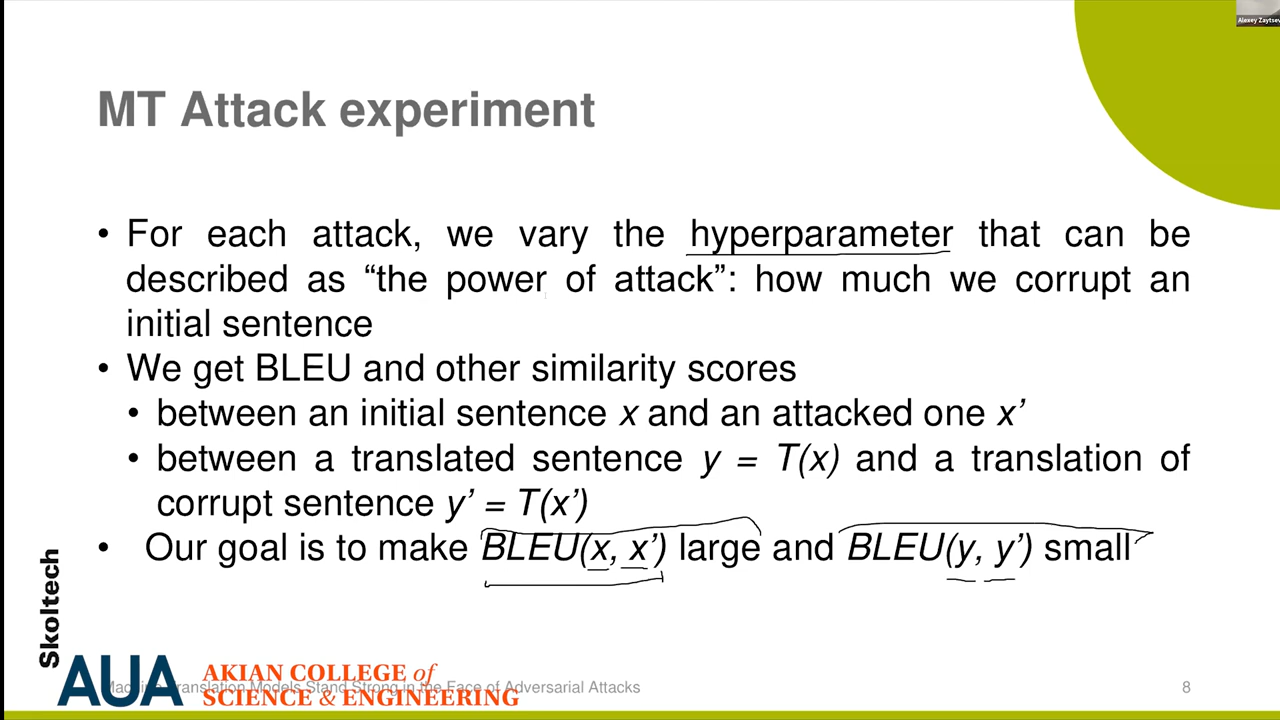 Alexey Zaytsev
MT Attack experiment
• For each attack, we vary the hyperparameter that can be
described as “the power of attack”: how much we corrupt an
initial sentence
• We get BLEU and other similarity scores
• between an initial sentence x and an attacked one x’
• between a translated sentence y = T(x) and a translation of
corrupt sentence y’ = T(x’)
• Our goal is to make BLEU(x, x’) large and BLEU(y, y’) small
Skoltech
AUA AKIAN COLLEGE of
SCIENCE & ENGINEERING
Machine Translation Models Stand Strong in the Face of Adversarial Attacks
8